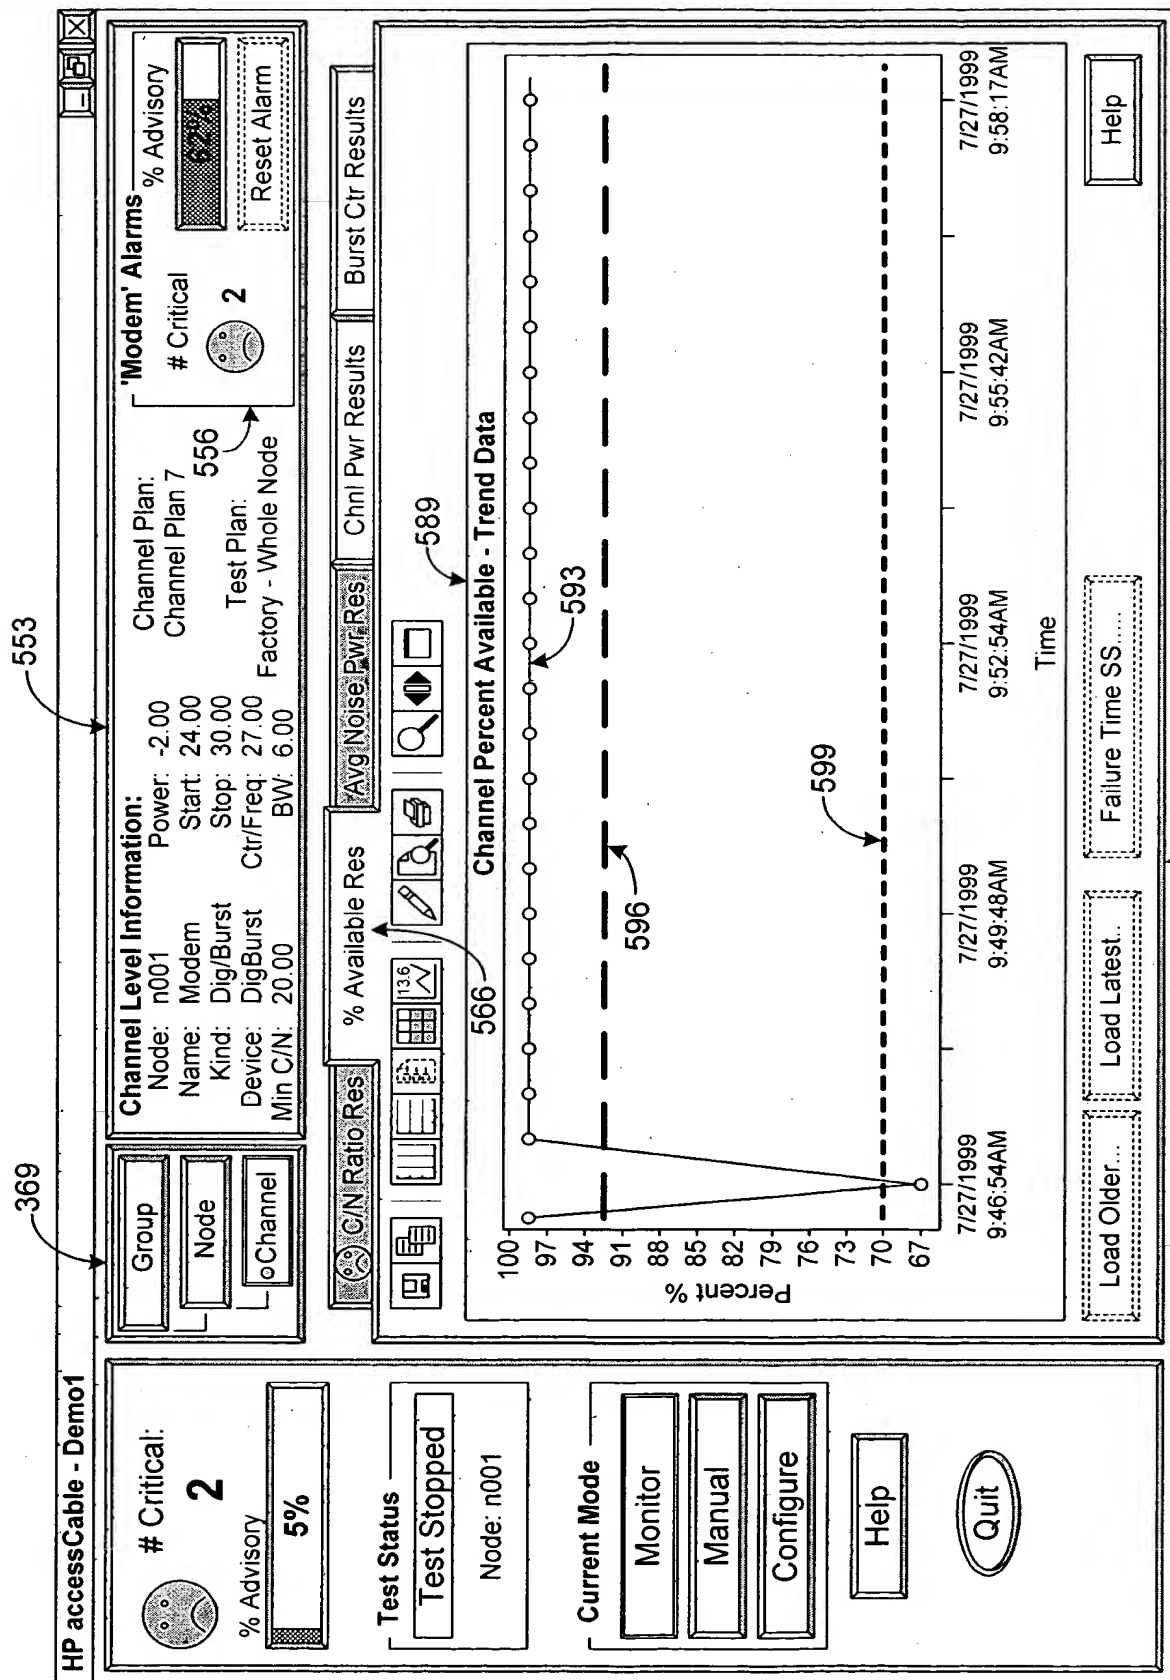 HP accessCable - Demo1
# Critical:
2
% Advisory
5%
Test Status
Test Stopped
Node: n001
Current Mode
Monitor
Manual
Configure
Help
Quit
369
Group
Node
Channel
553
Channel Level Information:
Node: n001 Power: -2.00
Name: Modem Start: 24.00
Kind: Dig/Burst Stop: 30.00
Device: DigBurst Ctr/Freq: 27.00
Min C/N: 20.00 BW: 6.00
Channel Plan:
Channel Plan 7
Test Plan:
Factory - Whole Node
556
'Modem' Alarms
# Critical
2
% Advisory
62%
Reset Alarm
C/N Ratio Res
% Available Res
Avg Noise Pwr Res
Chnl Pwr Results
Burst Ctr Results
13.6
566
589
Channel Percent Available - Trend Data
593
596
599
Percent %
100
97
94
91
88
85
82
79
76
73
70
67
7/27/1999
9:46:54AM
7/27/1999
9:49:48AM
7/27/1999
9:52:54AM
7/27/1999
9:55:42AM
7/27/1999
9:58:17AM
Time
Load Older...
Load Latest..
Failure Time SS......
Help